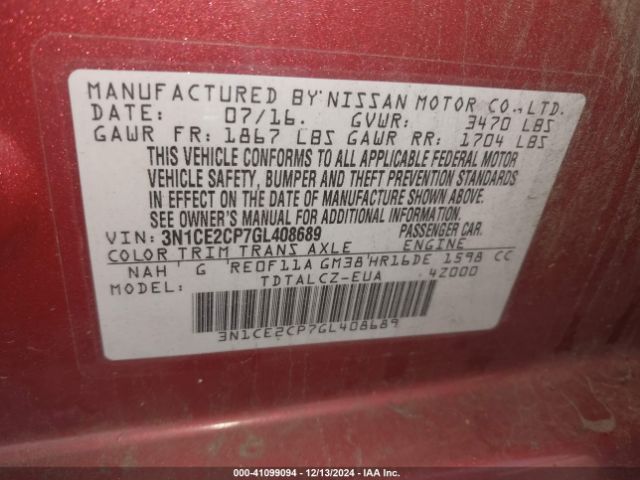 MANUFACTURED BY NISSAN MOTOR CO., LTD.
DATE: 07/16. GVWR: 3470 LBS
GAWR FR: 1867 LBS GAWR RR: 1704 LBS
THIS VEHICLE CONFORMS TO ALL APPLICABLE FEDERAL MOTOR
VEHICLE SAFETY, BUMPER AND THEFT PREVENTION STANDARDS
IN EFFECT ON THE DATE OF MANUFACTURE SHOWN ABOVE.
SEE OWNER'S MANUAL FOR ADDITIONAL INFORMATION.
VIN: 3N1CE2CP7GL408689 PASSENGER CAR.
COLOR TRIM TRANS AXLE ENGINE
NAH G RE0F11A GM38 HR16DE 1598 CC
TDTALCZ-EUA 4Z000
3N1CE2CP7GL408689
000-41099094 - 12/13/2024 - IAA Inc.